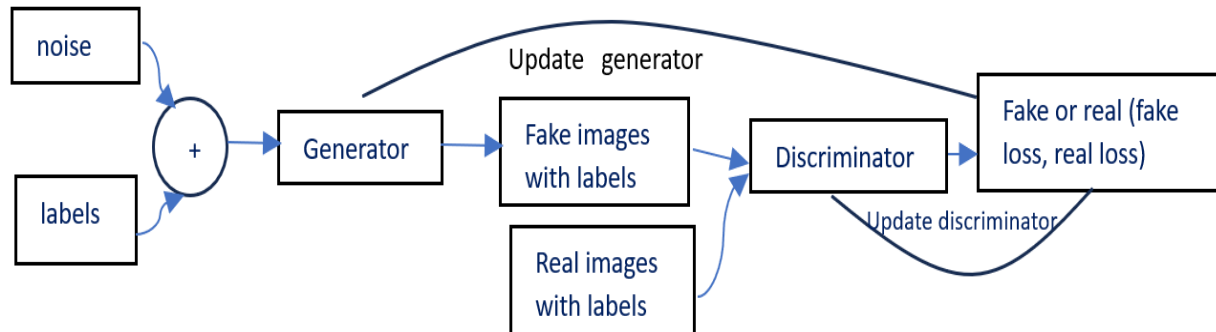 noise
labels
+
Generator
Update generator
Fake images
with labels
Real images
with labels
Discriminator
Update discriminator
Fake or real (fake
loss, real loss)